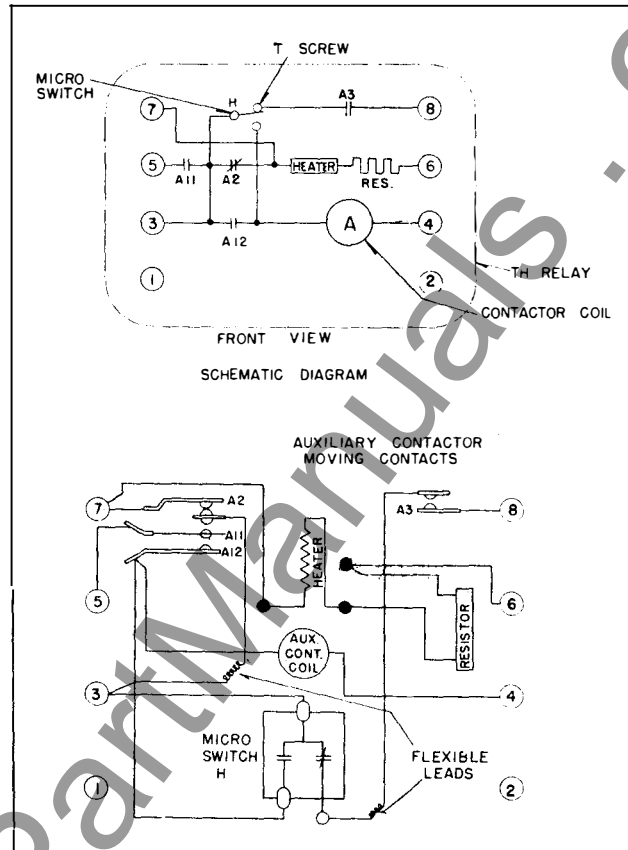 T SCREW
MICRO
SWITCH
H
A3
7
8
5
A11
A2
HEATER
RES.
6
3
A12
A
4
1
2
TH RELAY
CONTACTOR COIL
FRONT VIEW
SCHEMATIC DIAGRAM
AUXILIARY CONTACTOR
MOVING CONTACTS
7
A2
A11
A12
A3
8
5
HEATER
6
RESISTOR
AUX.
CONT.
COIL
3
4
MICRO
SWITCH
H
FLEXIBLE
LEADS
1
2
PartManuals.